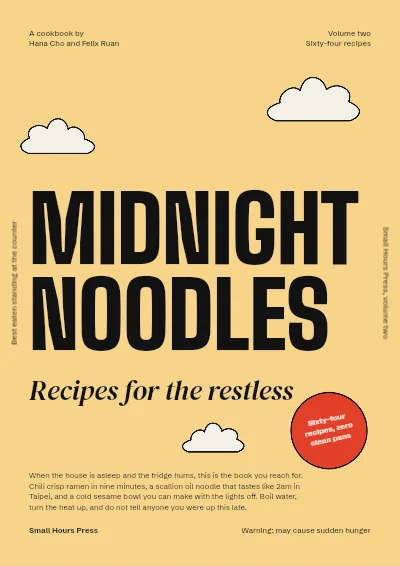 A cookbook by
Hana Cho and Felix Ruan
Volume two
Sixty-four recipes
MIDNIGHT
NOODLES
Best eaten standing at the counter
Small Hours Press, volume two
Recipes for the restless
Sixty-four
recipes, zero
clean pans
When the house is asleep and the fridge hums, this is the book you reach for.
Chili crisp ramen in nine minutes, a scallion oil noodle that tastes like 2am in
Taipei, and a cold sesame bowl you can make with the lights off. Boil water,
turn the heat up, and do not tell anyone you were up this late.
Small Hours Press
Warning: may cause sudden hunger